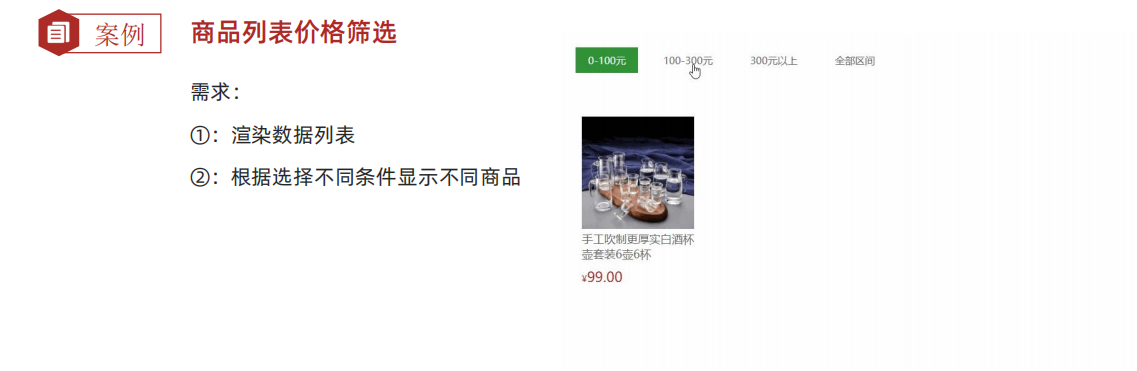 案例
商品列表价格筛选
需求：
①：渲染数据列表
②：根据选择不同条件显示不同商品
0-100元 100-300元 300元以上 全部区间
手工吹制更厚实白酒杯
壶套装6壶6杯
¥99.00